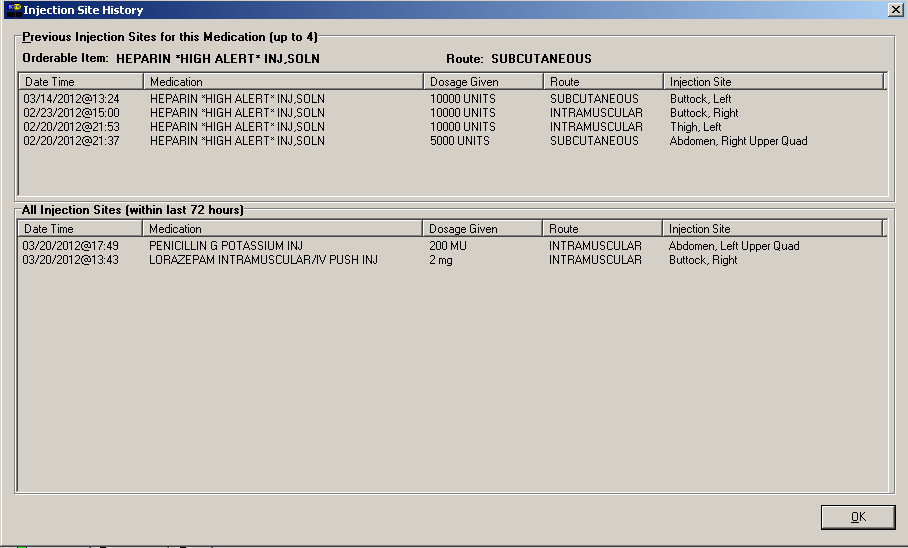 Injection Site History
Previous Injection Sites for this Medication (up to 4)
Orderable Item: HEPARIN *HIGH ALERT* INJ,SOLN Route: SUBCUTANEOUS
Date Time Medication Dosage Given Route Injection Site
03/14/2012@13:24 HEPARIN *HIGH ALERT* INJ,SOLN 10000 UNITS SUBCUTANEOUS Buttock, Left
02/23/2012@15:00 HEPARIN *HIGH ALERT* INJ,SOLN 10000 UNITS INTRAMUSCULAR Buttock, Right
02/20/2012@21:53 HEPARIN *HIGH ALERT* INJ,SOLN 10000 UNITS INTRAMUSCULAR Thigh, Left
02/20/2012@21:37 HEPARIN *HIGH ALERT* INJ,SOLN 5000 UNITS SUBCUTANEOUS Abdomen, Right Upper Quad
All Injection Sites (within last 72 hours)
Date Time Medication Dosage Given Route Injection Site
03/20/2012@17:49 PENICILLIN G POTASSIUM INJ 200 MU INTRAMUSCULAR Abdomen, Left Upper Quad
03/20/2012@13:43 LORAZEPAM INTRAMUSCULAR/IV PUSH INJ 2 mg INTRAMUSCULAR Buttock, Right
OK